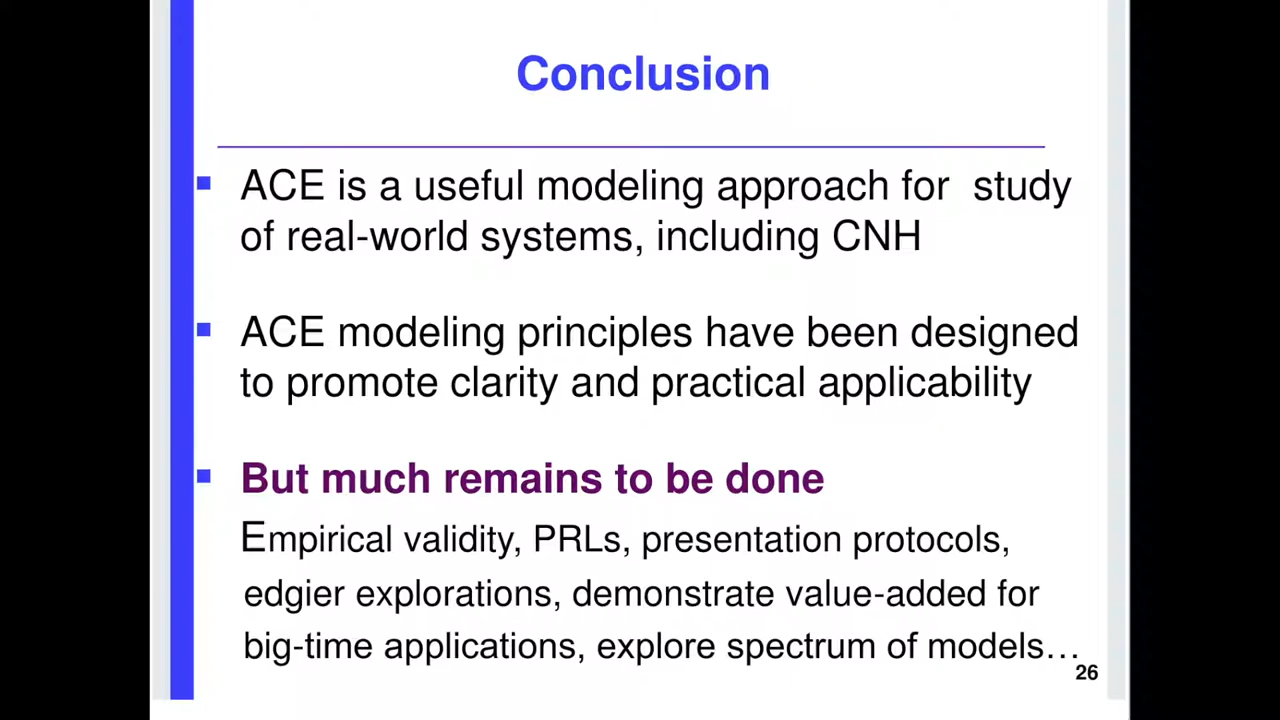 Conclusion
▪ ACE is a useful modeling approach for study
of real-world systems, including CNH
▪ ACE modeling principles have been designed
to promote clarity and practical applicability
▪ But much remains to be done
Empirical validity, PRLs, presentation protocols,
edgier explorations, demonstrate value-added for
big-time applications, explore spectrum of models…
26